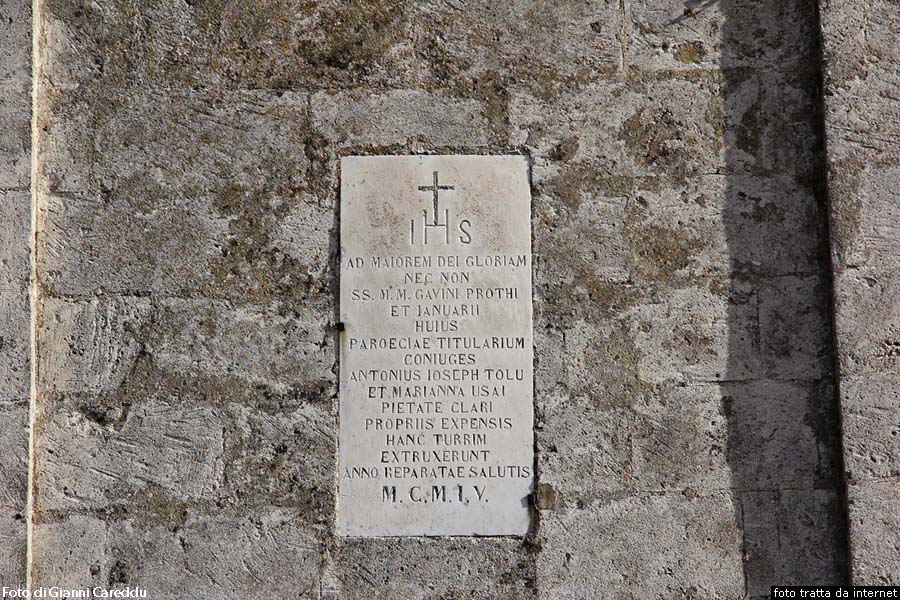 IHS
AD MAIOREM DEI GLORIAM
NEC NON
SS. M. M. GAVINI PROTHI
ET IANUARII
HUIUS
PAROECIAE TITULARIUM
CONIUGES
ANTONIUS IOSEPH TOLU
ET MARIANNA USAI
PIETATE CLARI
PROPRIIS EXPENSIS
HANC TURRIM
EXTRUXERUNT
ANNO REPARATAE SALUTIS
M.C.M.I.V.
Foto di Gianni Careddu
foto tratta da internet